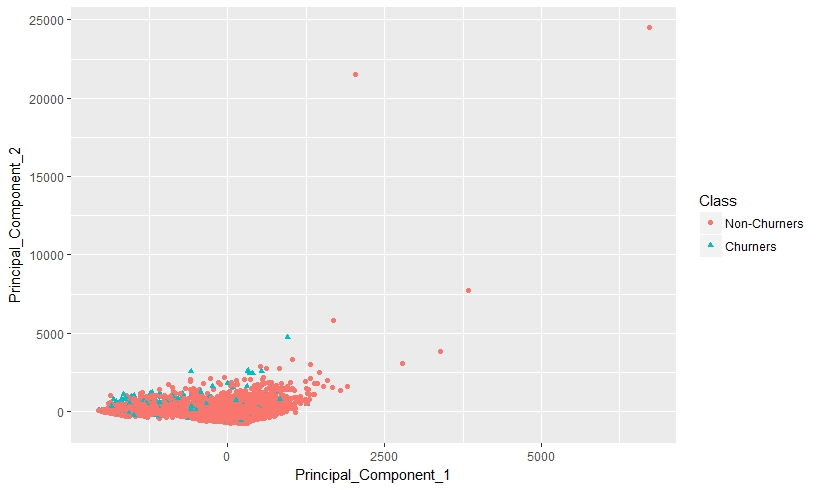 25000
20000
15000
10000
5000
0
Principal_Component_2
0
2500
5000
Principal_Component_1
Class
Non-Churners
Churners